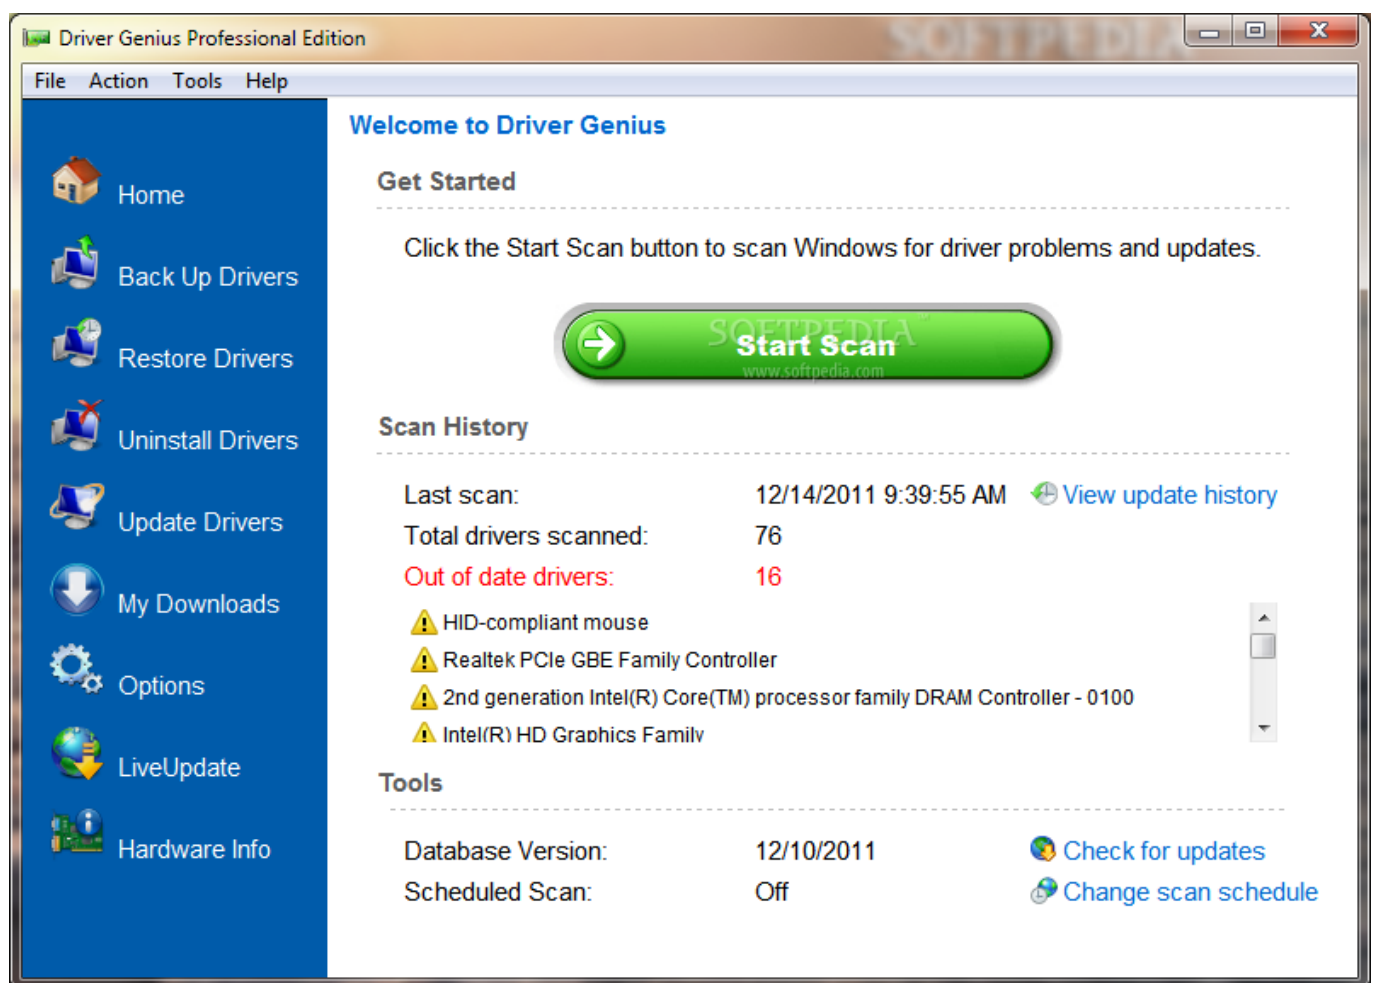 Driver Genius Professional Edition
SOFTPEDIA
File Action Tools Help
Welcome to Driver Genius
Home
Back Up Drivers
Restore Drivers
Uninstall Drivers
Update Drivers
My Downloads
Options
LiveUpdate
Hardware Info
Get Started
Click the Start Scan button to scan Windows for driver problems and updates.
SOFTPEDIA™
Start Scan
www.softpedia.com
Scan History
Last scan: 12/14/2011 9:39:55 AM View update history
Total drivers scanned: 76
Out of date drivers: 16
HID-compliant mouse
Realtek PCIe GBE Family Controller
2nd generation Intel(R) Core(TM) processor family DRAM Controller - 0100
Intel(R) HD Graphics Family
Tools
Database Version: 12/10/2011 Check for updates
Scheduled Scan: Off Change scan schedule